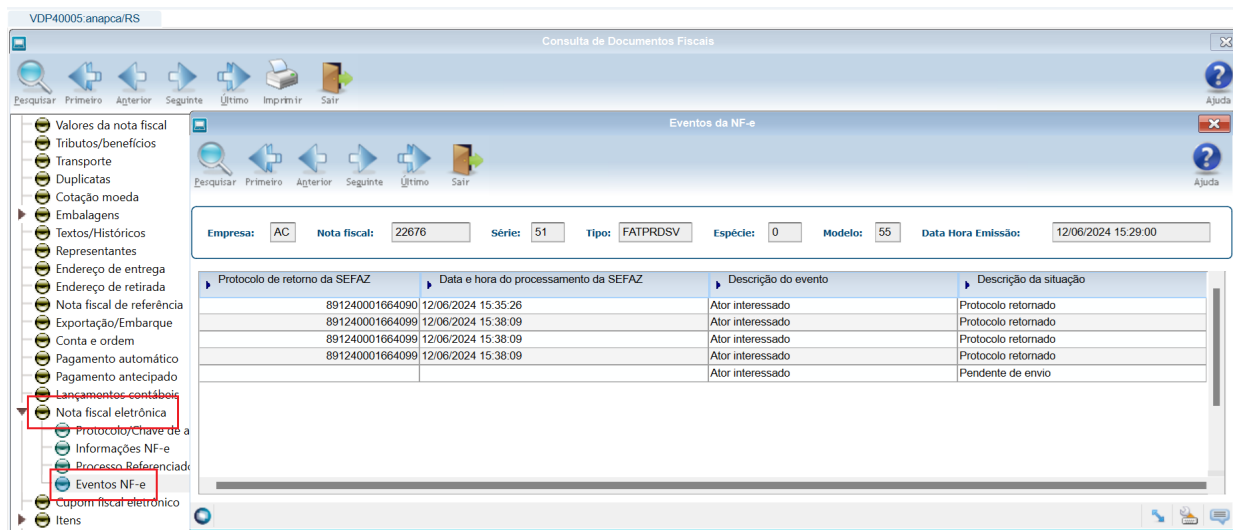 VDP40005:anapca/RS
Consulta de Documentos Fiscais
Pesquisar Primeiro Anterior Seguinte Último Imprimir Sair Ajuda
Valores da nota fiscal
Tributos/benefícios
Transporte
Duplicatas
Cotação moeda
Embalagens
Textos/Históricos
Representantes
Endereço de entrega
Endereço de retirada
Nota fiscal de referência
Exportação/Embarque
Conta e ordem
Pagamento automático
Pagamento antecipado
Lançamentos contábeis
Nota fiscal eletrônica
Protocolo/Chave de a
Informações NF-e
Processo Referenciado
Eventos NF-e
Cupom fiscal eletrônico
Itens
Eventos da NF-e
Pesquisar Primeiro Anterior Seguinte Último Sair Ajuda
Empresa: AC Nota fiscal: 22676 Série: 51 Tipo: FATPRDSV Espécie: 0 Modelo: 55 Data Hora Emissão: 12/06/2024 15:29:00
Protocolo de retorno da SEFAZ Data e hora do processamento da SEFAZ Descrição do evento Descrição da situação
891240001664090 12/06/2024 15:35:26 Ator interessado Protocolo retornado
891240001664099 12/06/2024 15:38:09 Ator interessado Protocolo retornado
891240001664099 12/06/2024 15:38:09 Ator interessado Protocolo retornado
891240001664099 12/06/2024 15:38:09 Ator interessado Protocolo retornado
Ator interessado Pendente de envio